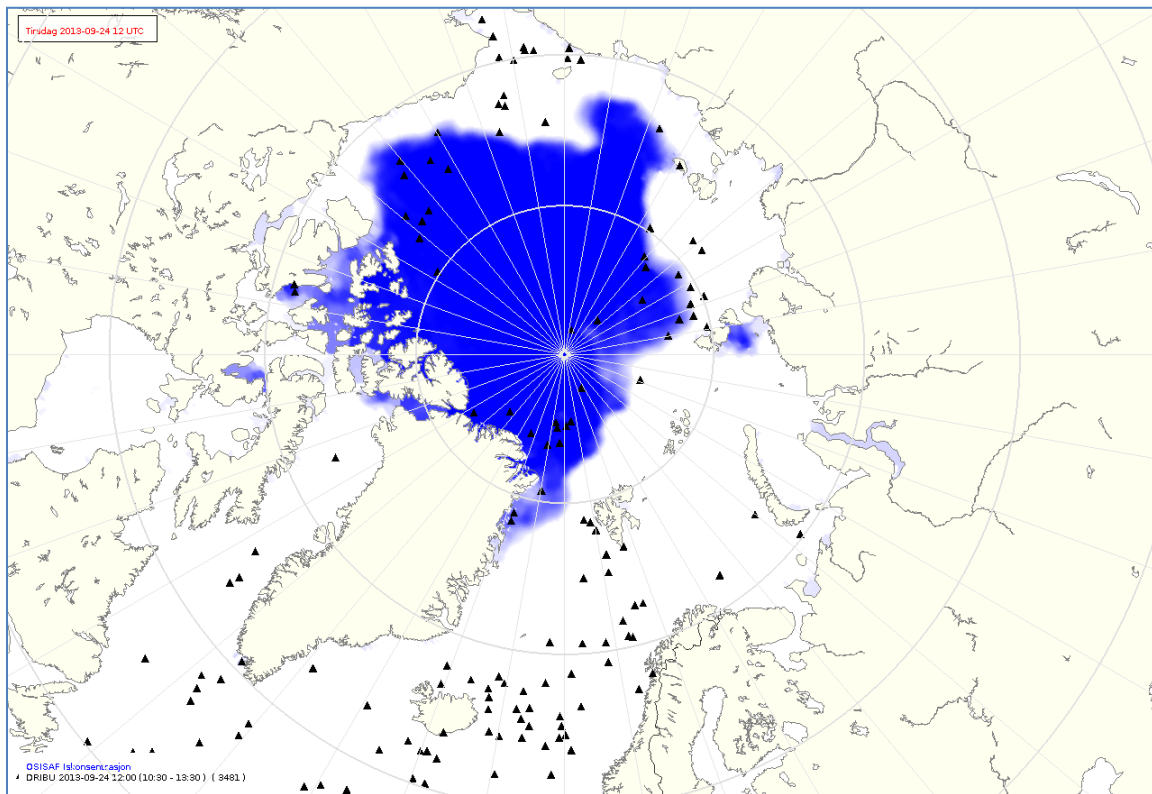 Tirsdag 2013-09-24 12 UTC
OSISAF Iskonsentrasjon
DRIBU 2013-09-24 12:00 (10:30 - 13:30 ) ( 3481 )